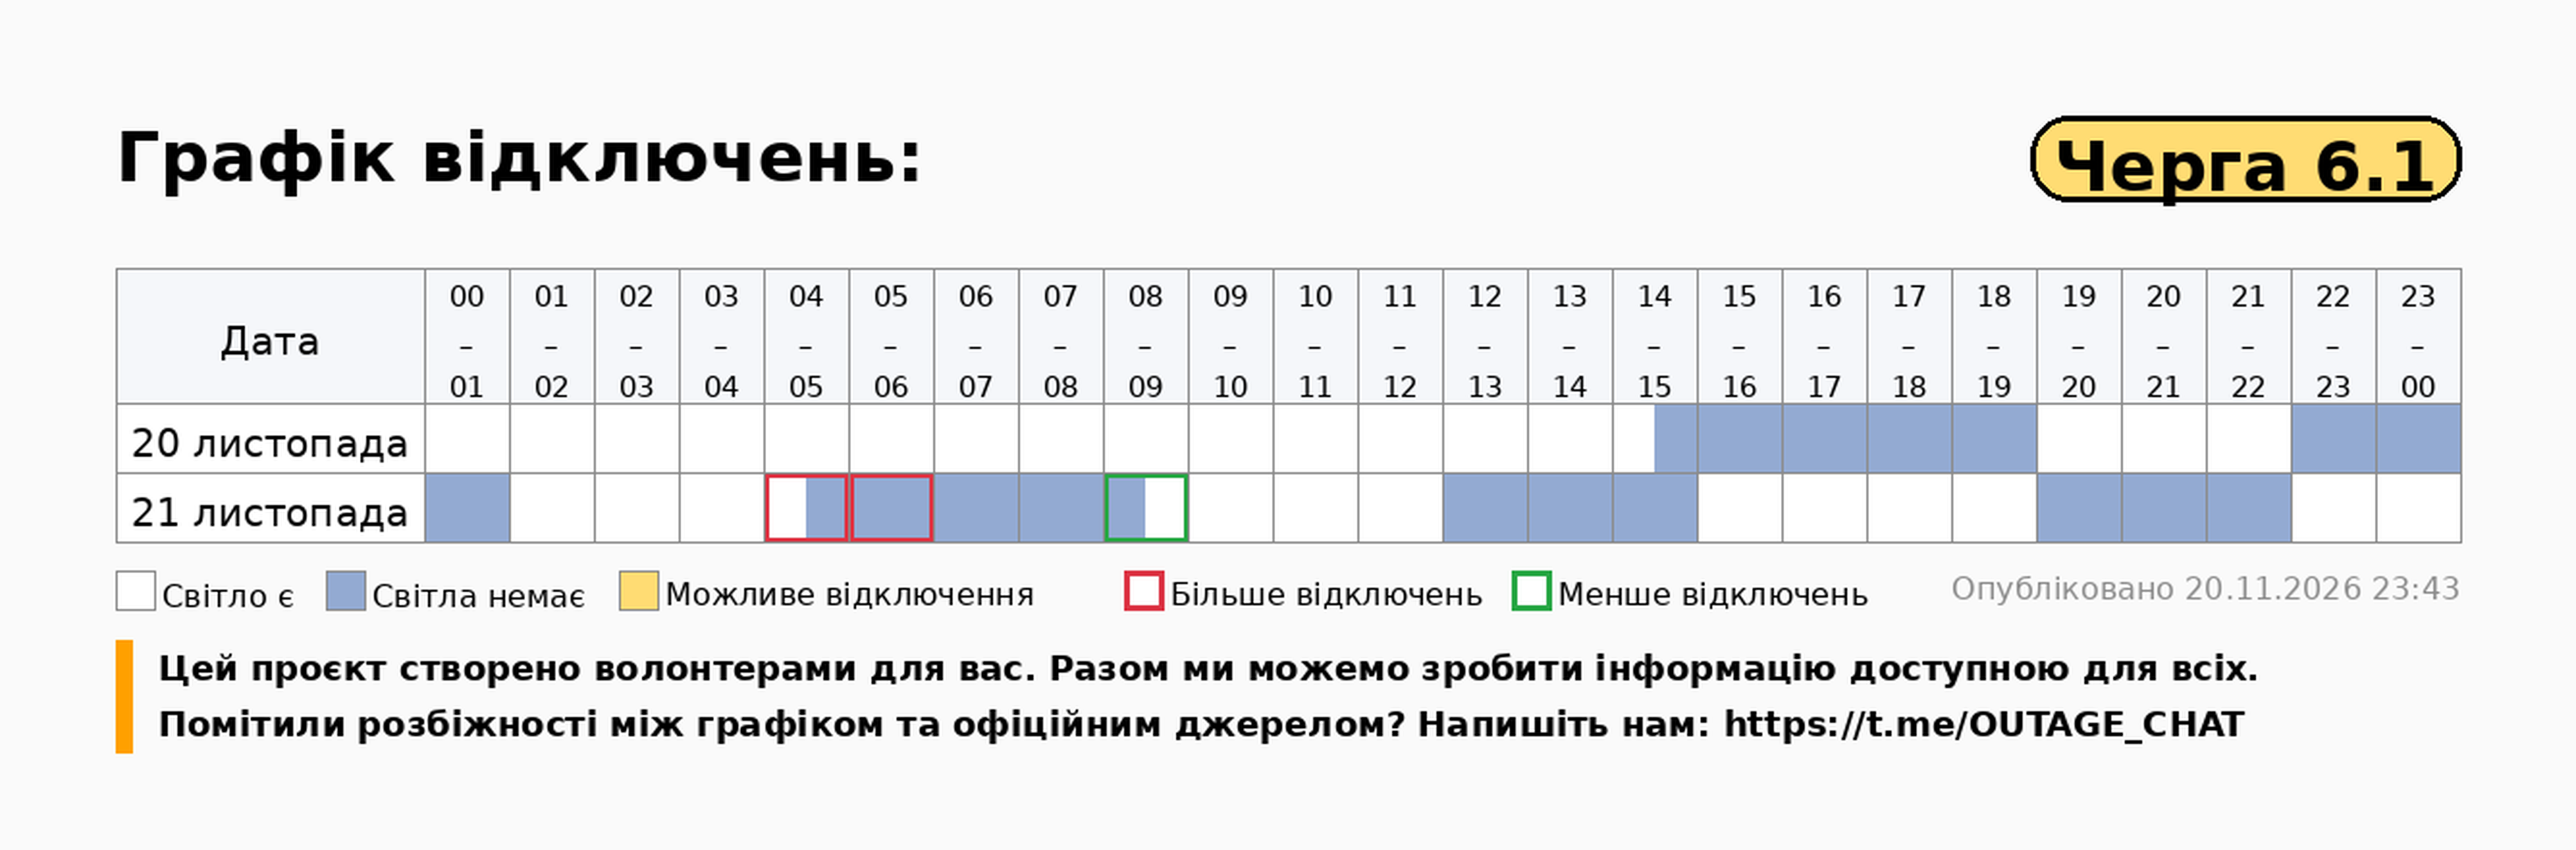 Графік відключень:
Черга 6.1
Дата 00 – 01 01 – 02 02 – 03 03 – 04 04 – 05 05 – 06 06 – 07 07 – 08 08 – 09 09 – 10 10 – 11 11 – 12 12 – 13 13 – 14 14 – 15 15 – 16 16 – 17 17 – 18 18 – 19 19 – 20 20 – 21 21 – 22 22 – 23 23 – 00
20 листопада
21 листопада
Світло є Світла немає Можливе відключення Більше відключень Менше відключень Опубліковано 20.11.2026 23:43
Цей проєкт створено волонтерами для вас. Разом ми можемо зробити інформацію доступною для всіх.
Помітили розбіжності між графіком та офіційним джерелом? Напишіть нам: https://t.me/OUTAGE_CHAT